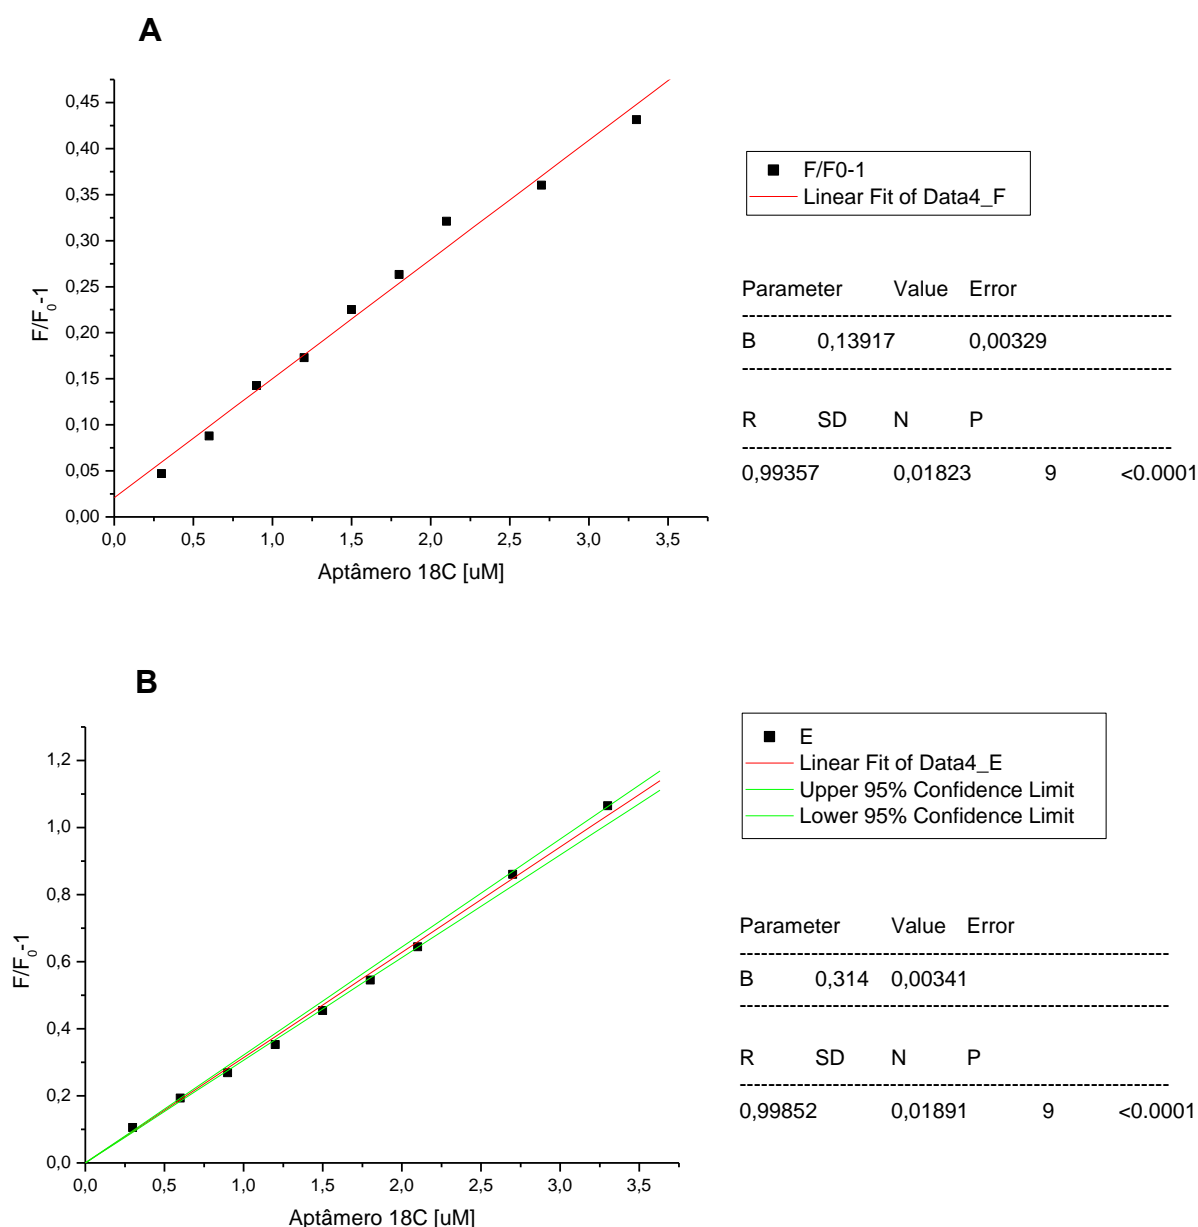 A
0,45
0,40
0,35
0,30
0,25
0,20
0,15
0,10
0,05
0,00
F/F0-1
0,0 0,5 1,0 1,5 2,0 2,5 3,0 3,5
Aptâmero 18C [uM]
F/F0-1
Linear Fit of Data4_F
Parameter Value Error
B 0,13917 0,00329
R SD N P
0,99357 0,01823 9 <0.0001
B
1,2
1,0
0,8
0,6
0,4
0,2
0,0
F/F0-1
0,0 0,5 1,0 1,5 2,0 2,5 3,0 3,5
Aptâmero 18C [uM]
E
Linear Fit of Data4_E
Upper 95% Confidence Limit
Lower 95% Confidence Limit
Parameter Value Error
B 0,314 0,00341
R SD N P
0,99852 0,01891 9 <0.0001